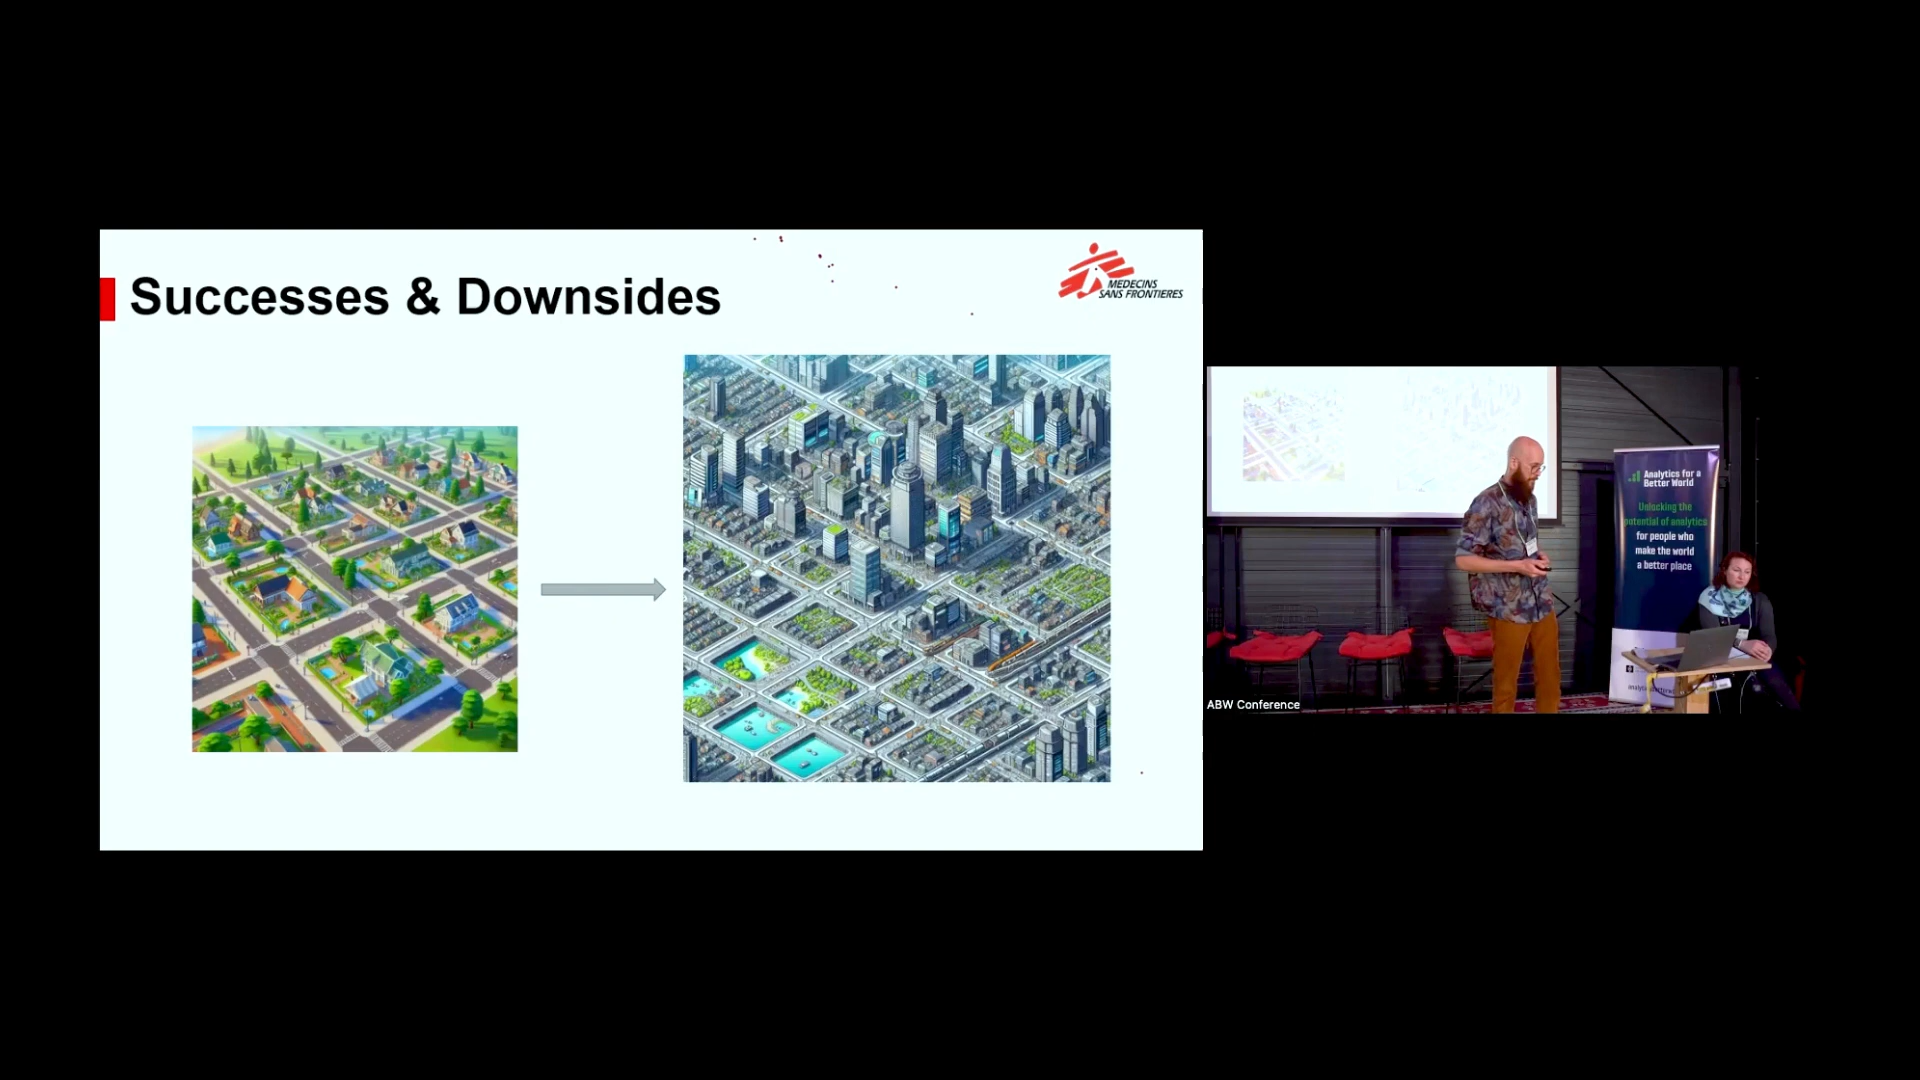 Successes & Downsides
MEDECINS
SANS FRONTIERES
Analytics for a
Better World
Unlocking the
potential of analytics
for people who
make the world
a better place
ABW Conference